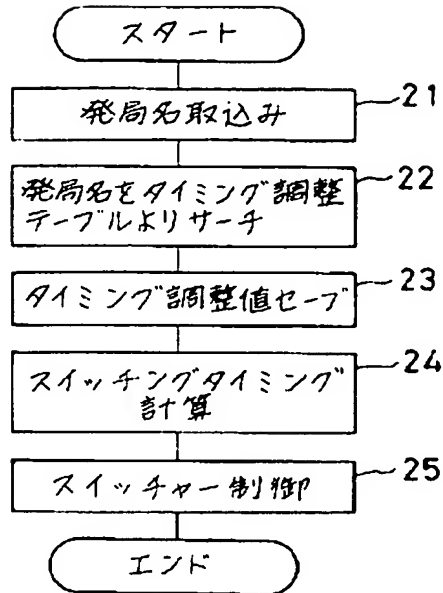 スタート
発局名取込み
21
発局名をタイミング調整
テーブルよりサーチ
22
タイミング調整値セーブ
23
スイッチングタイミング
計算
24
スイッチャー制御
25
エンド